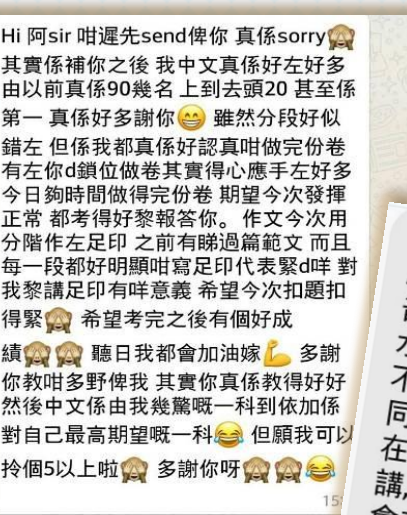 Hi 阿sir 咁遲先send俾你 真係sorry🙈
其實係補你之後 我中文真係好左好多
由以前真係90幾名 上到去頭20 甚至係
第一 真係好多謝你😁 雖然分段好似
錯左 但係我都真係好認真咁做完份卷
有左你d鎖位做卷其實得心應手左好多
今日夠時間做得完份卷 期望今次發揮
正常 都考得好黎報答你。 作文今次用
分階作左足印 之前有睇過篇範文 而且
每一段都好明顯咁寫足印代表緊d咩 對
我黎講足印有咩意義 希望今次扣題扣
得緊🙈 希望考完之後有個好成
績🙈🙈 聽日我都會加油嫁💪 多謝
你教咁多野俾我 其實你真係教得好好
然後中文係由我幾驚嘅一科到依加係
對自己最高期望嘅一科😂 但願我可以
拎個5以上啦🙈 多謝你呀🙈🙈😂
15
水
不
同
在
講,